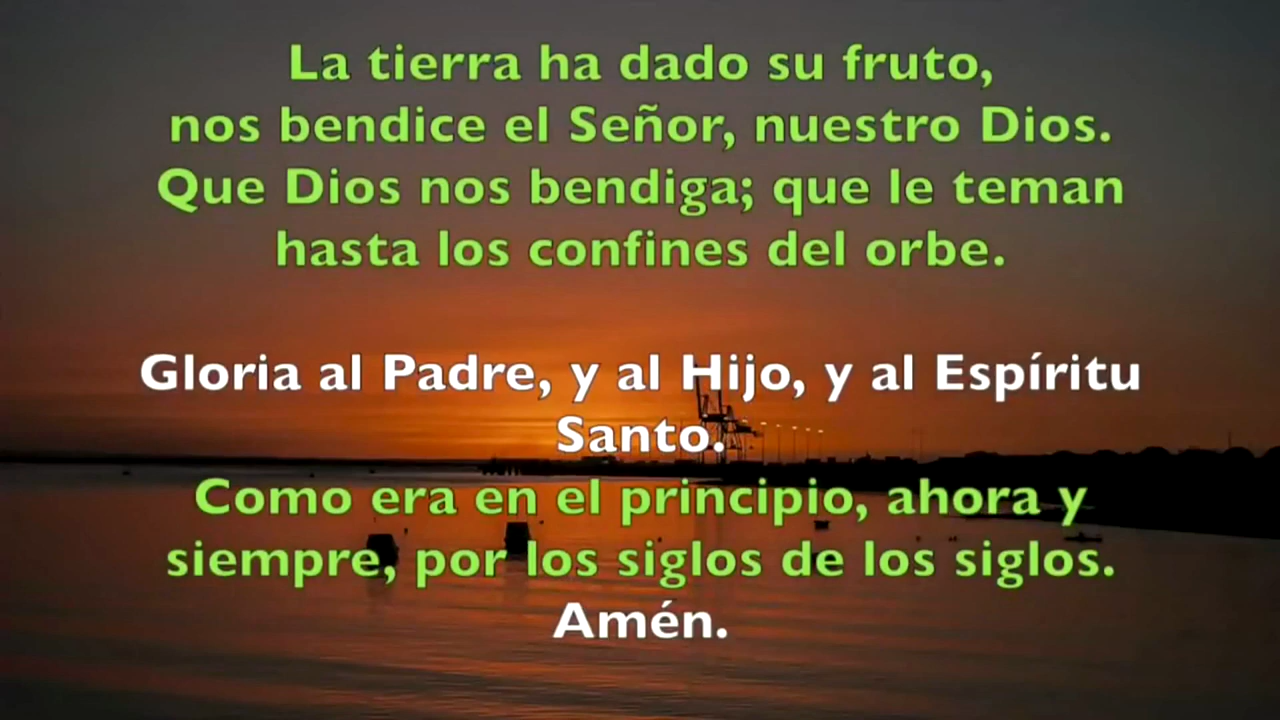 La tierra ha dado su fruto,
nos bendice el Señor, nuestro Dios.
Que Dios nos bendiga; que le teman
hasta los confines del orbe.
Gloria al Padre, y al Hijo, y al Espíritu
Santo.
Como era en el principio, ahora y
siempre, por los siglos de los siglos.
Amén.